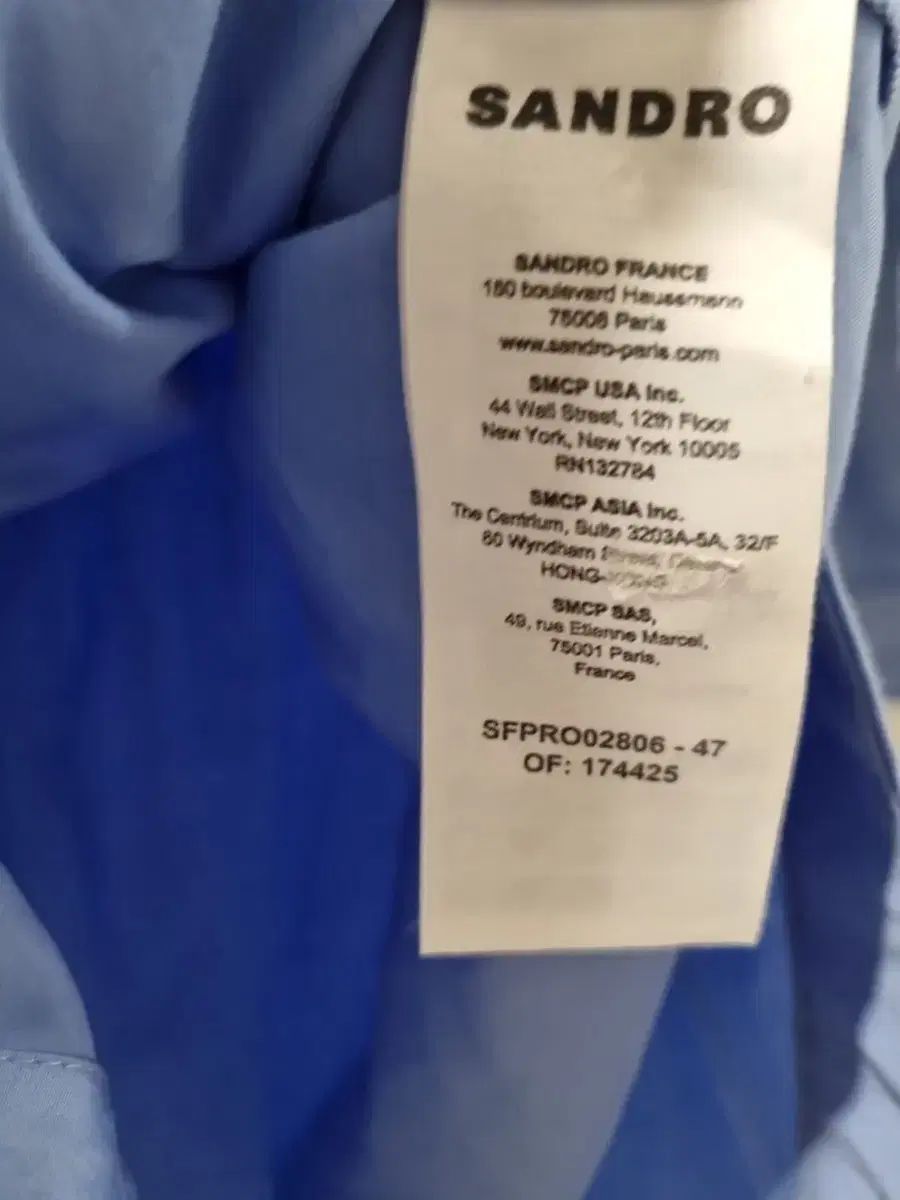 SANDRO
SANDRO FRANCE
150 boulevard Haussmann
75008 Paris
www.sandro-paris.com
SMCP USA Inc.
44 Wall Street, 12th Floor
New York, New York 10005
RN132784
SMCP ASIA Inc.
The Centrium, Suite 3203A-5A, 32/F
60 Wyndham Street,
HONG-
SMCP SAS,
49, rue Etienne Marcel,
75001 Paris,
France
SFPRO02806 - 47
OF: 174425